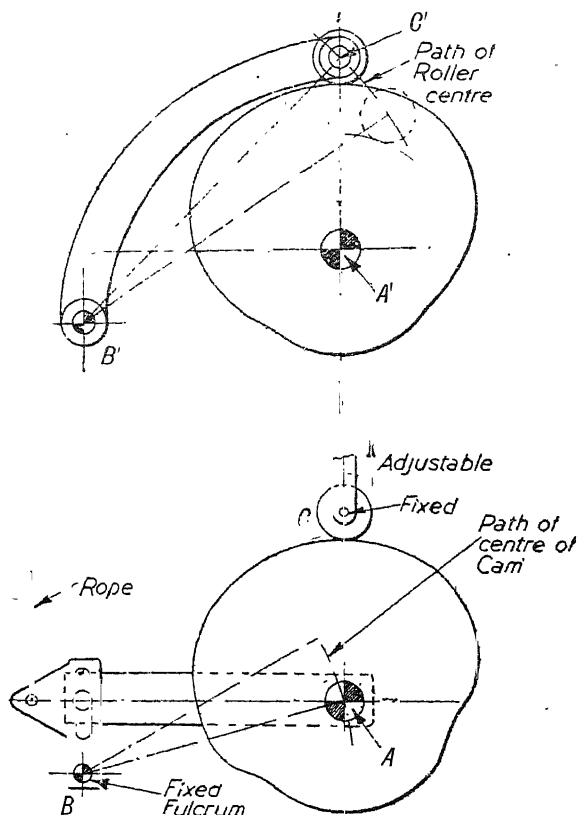 C'
Path of
Roller
centre
A'
B'
Adjustable
Fixed
C
Path of
centre of
Cam
Rope
A
B
Fixed
Fulcrum